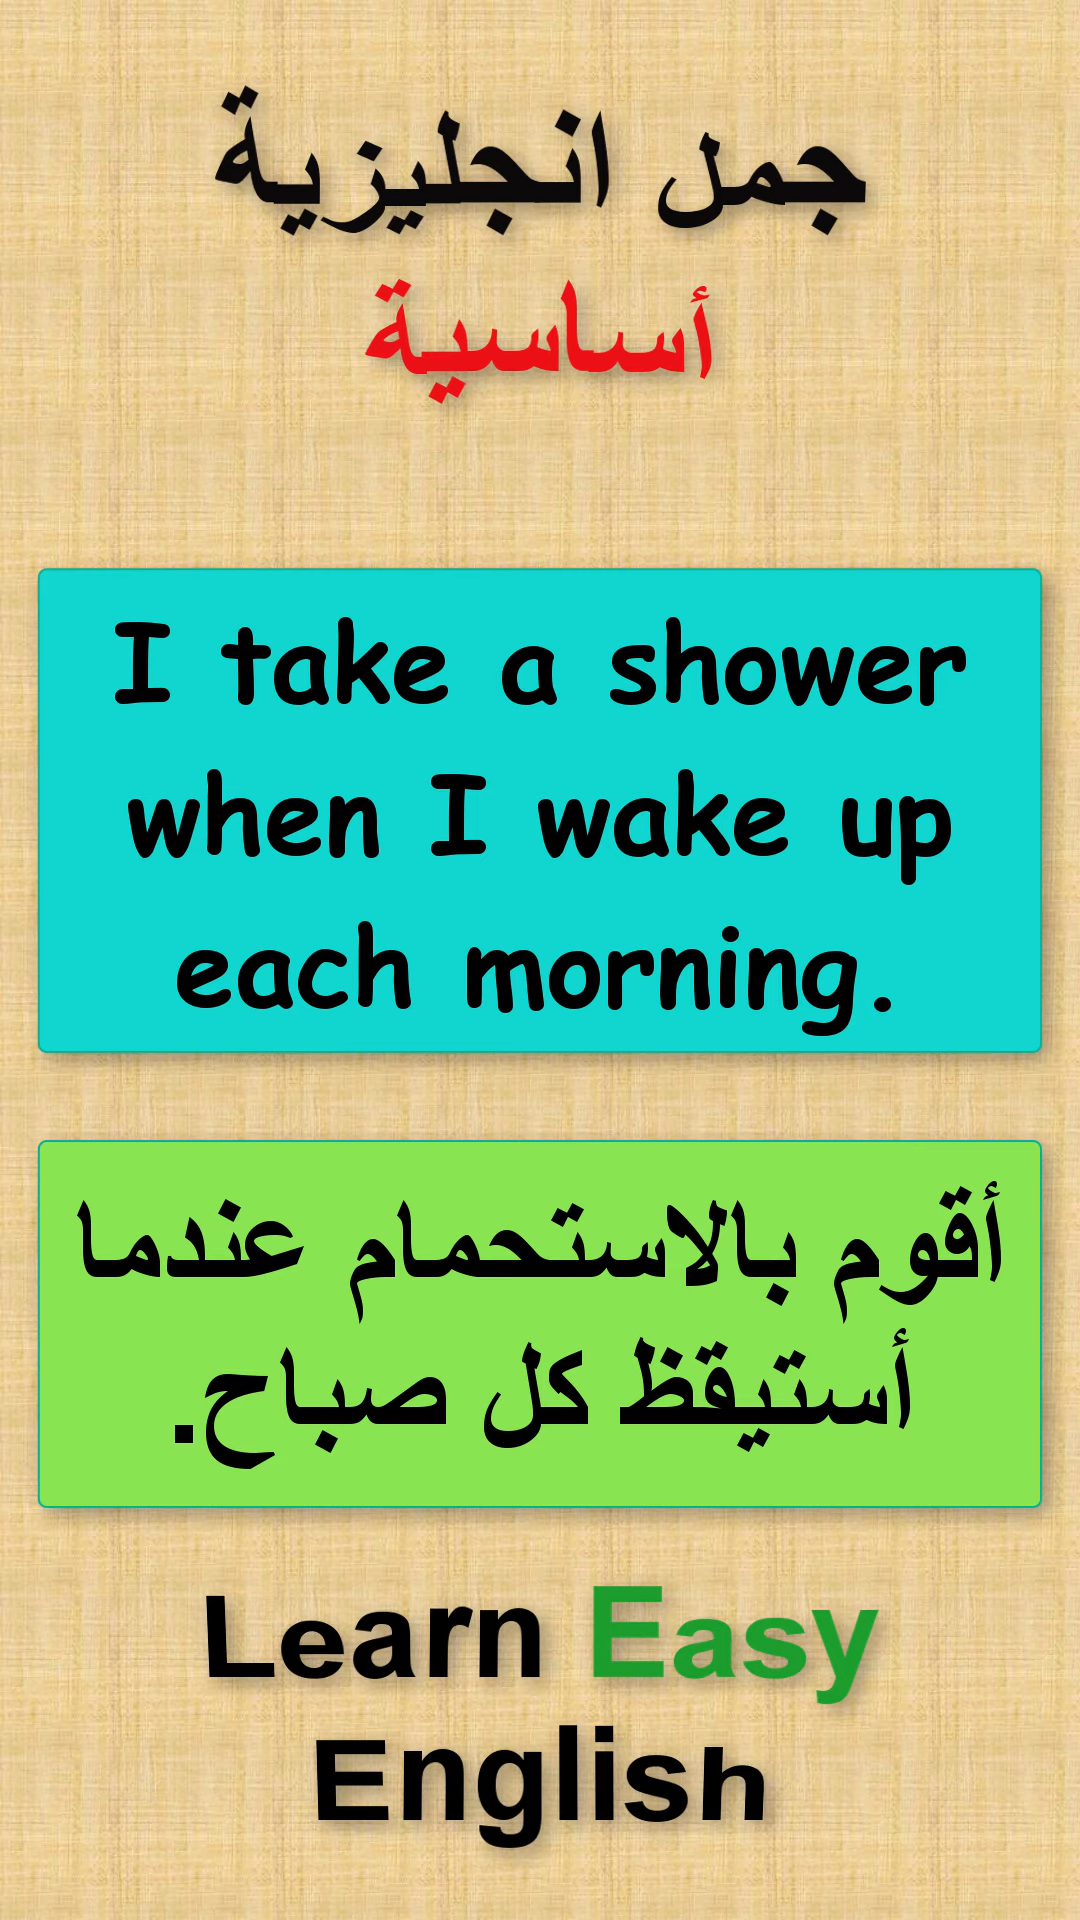 جمل انجليزية
أساسية
I take a shower
when I wake up
each morning.
أقوم بالاستحمام عندما
أستيقظ كل صباح.
Learn Easy
English